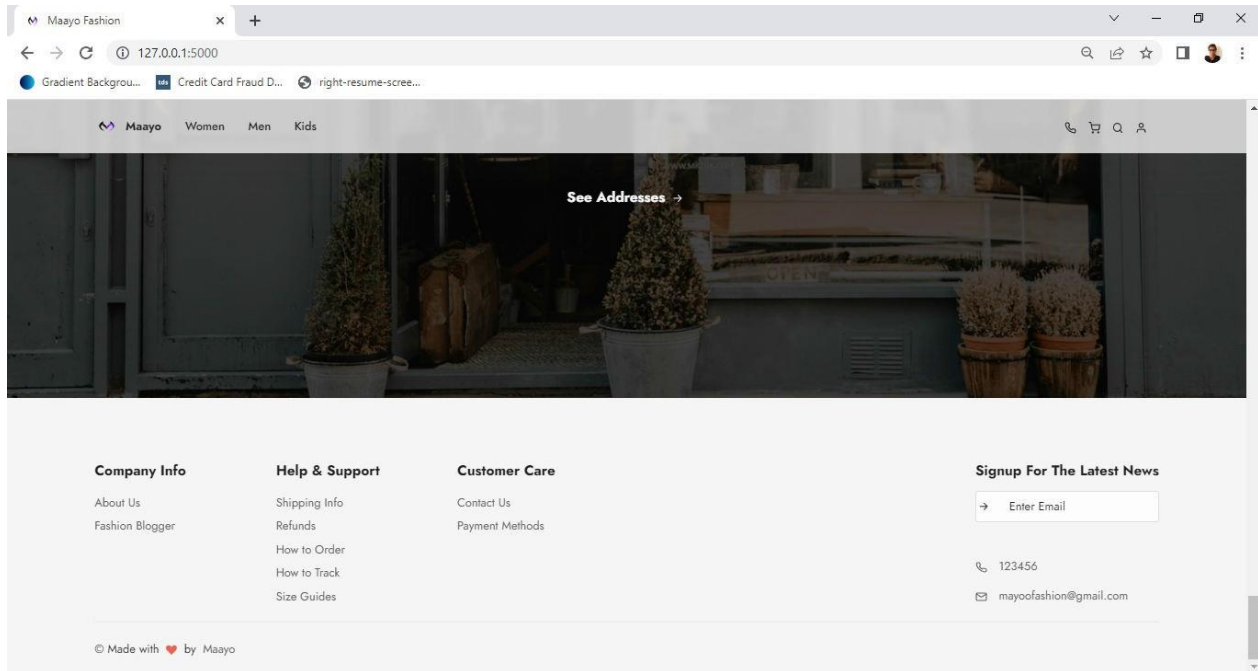 Maayo Fashion
127.0.0.1:5000
Gradient Backgrou... tds Credit Card Fraud D... right-resume-scree...
Maayo Women Men Kids
See Addresses →
OPEN
Company Info
About Us
Fashion Blogger
Help & Support
Shipping Info
Refunds
How to Order
How to Track
Size Guides
Customer Care
Contact Us
Payment Methods
Signup For The Latest News
→ Enter Email
123456
mayoofashion@gmail.com
© Made with ❤ by Maayo